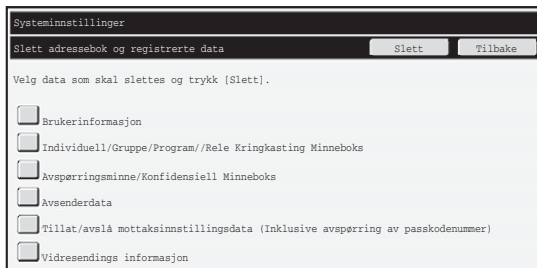 Systeminnstillinger
Slett adressebok og registrerte data Slett Tilbake
Velg data som skal slettes og trykk [Slett].
Brukerinformasjon
Individuell/Gruppe/Program//Rele Kringkasting Minneboks
Avspørringsminne/Konfidensiell Minneboks
Avsenderdata
Tillat/avslå mottaksinnstillingsdata (Inklusive avspørring av passkodenummer)
Vidresendings informasjon